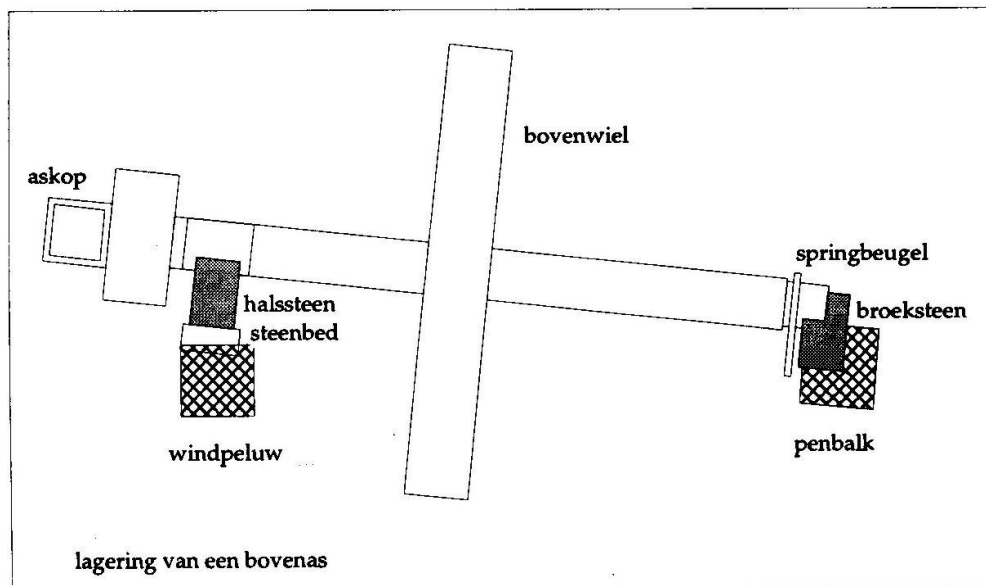 bovenwiel
askop
springbeugel
halssteen
broeksteen
steenbed
windpeluw
penbalk
lagering van een bovenas